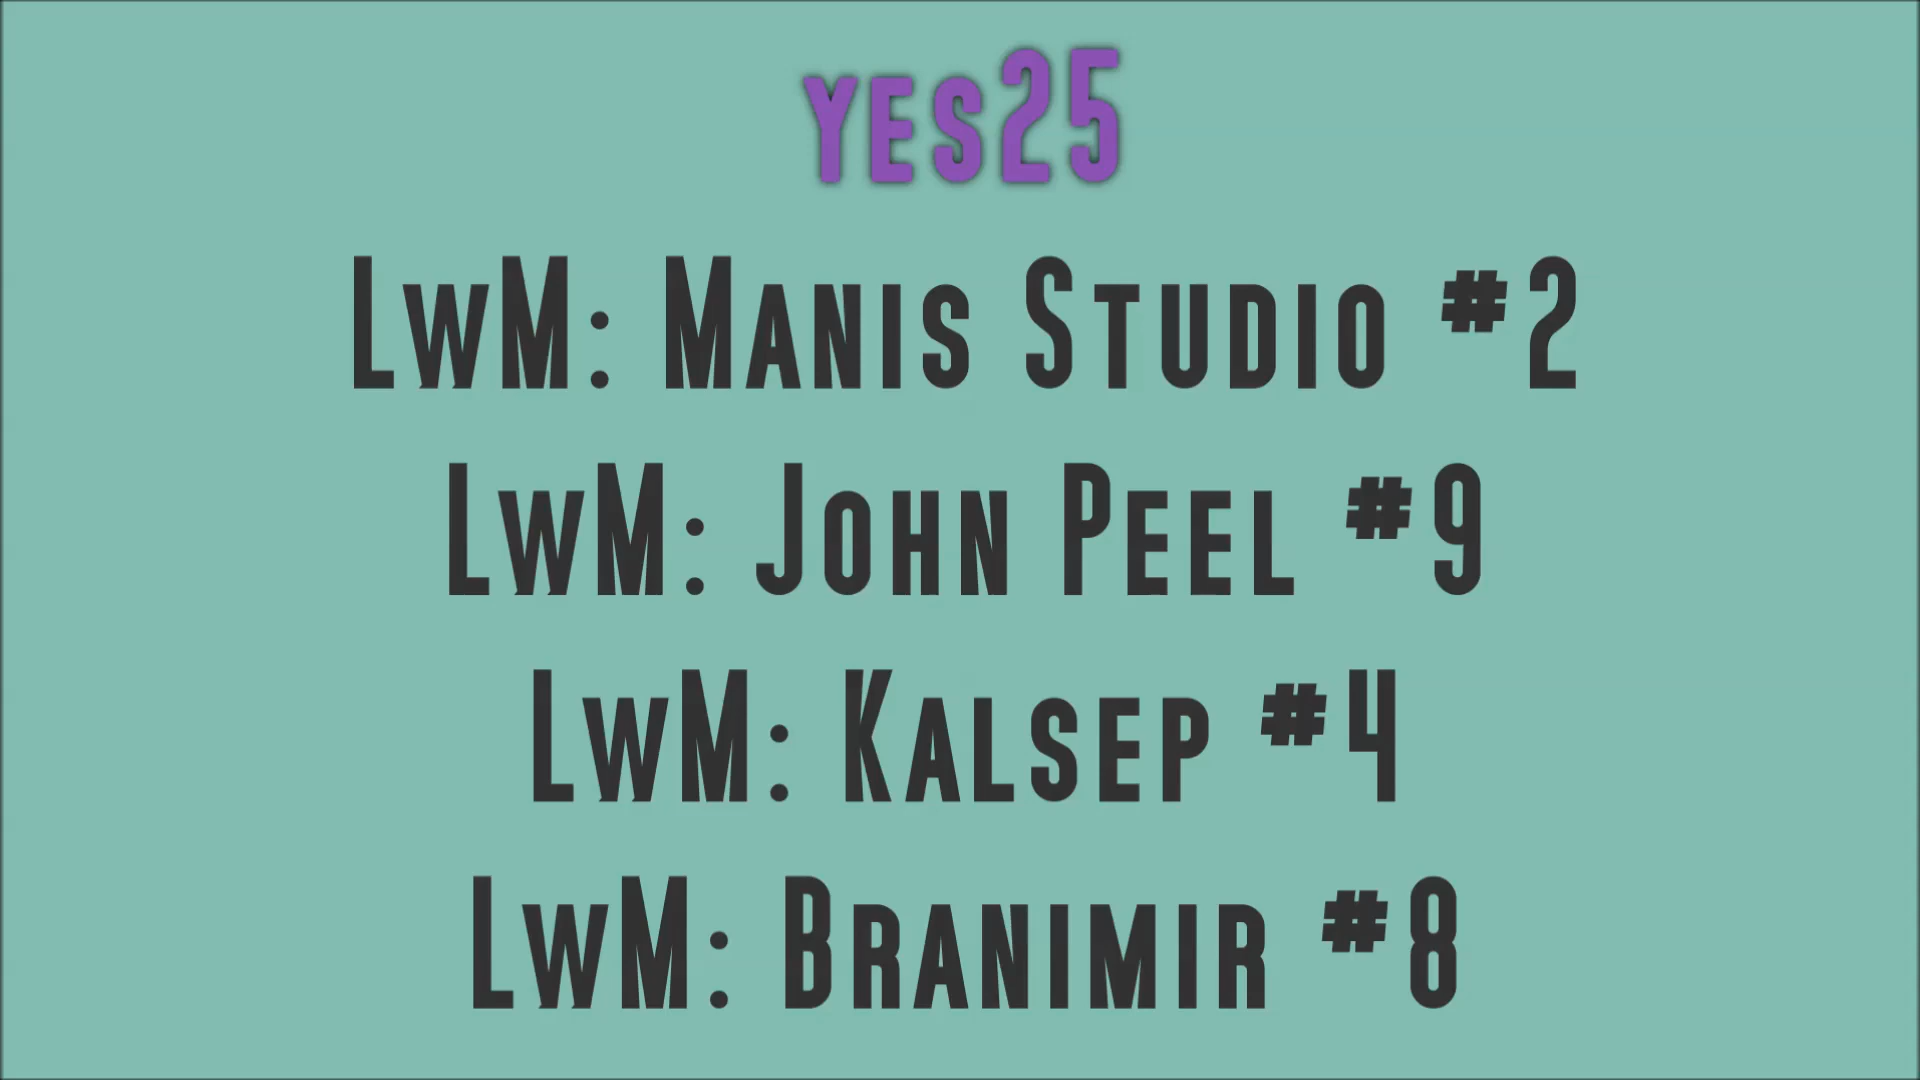 yes25
LwM: Manis Studio #2
LwM: John Peel #9
LwM: Kalsep #4
LwM: Branimir #8